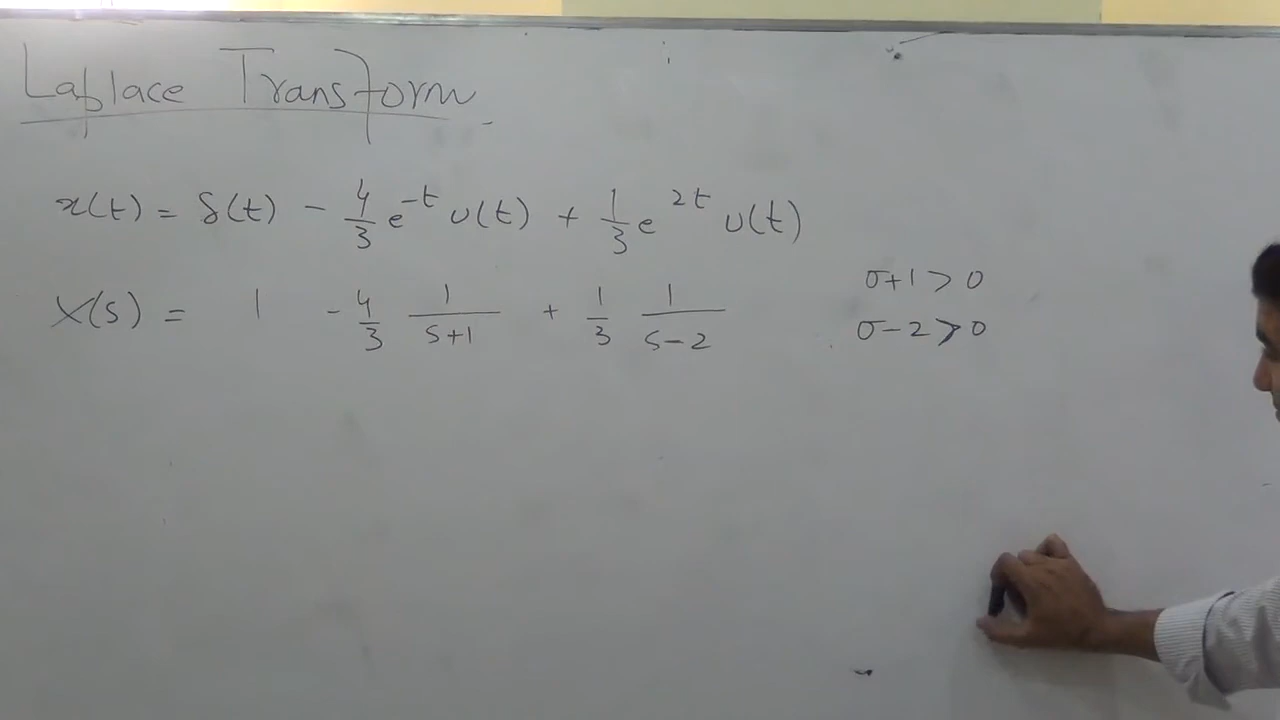 Laplace Transform
x(t) = δ(t) - 4/3 e^-t u(t) + 1/3 e^2t u(t)
X(s) = 1 - 4/3 1/(s+1) + 1/3 1/(s-2)
σ+1 > 0
σ-2 > 0